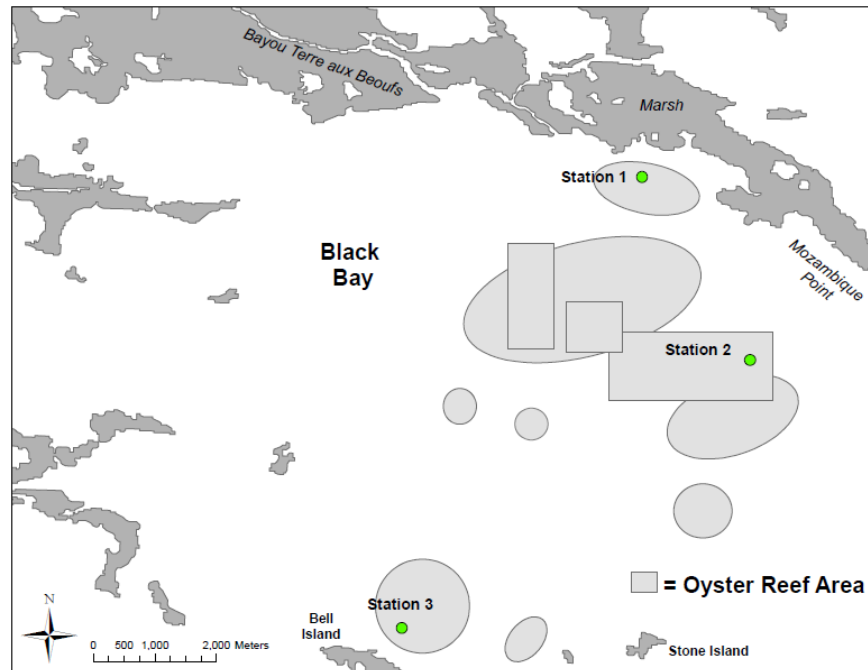 Bayou Terre aux Beoufs
Marsh
Station 1
Black
Bay
Mozambique
Point
Station 2
= Oyster Reef Area
Station 3
Bell
Island
Stone Island
N
0 500 1,000 2,000 Meters